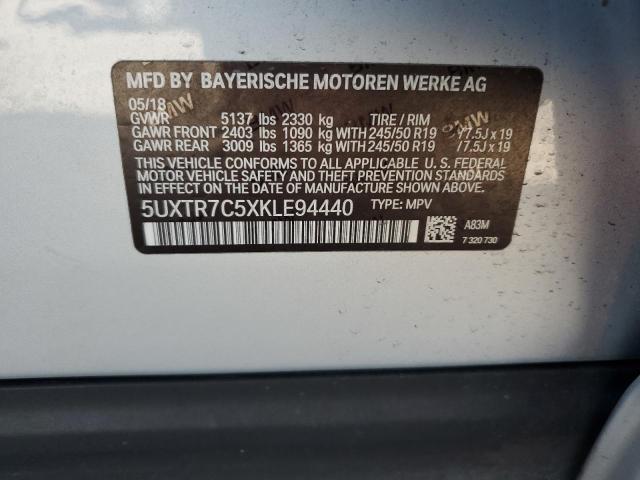 MFD BY BAYERISCHE MOTOREN WERKE AG
05/18
GVWR 5137 lbs 2330 kg TIRE / RIM
GAWR FRONT 2403 lbs 1090 kg WITH 245/50 R19 /7.5J x 19
GAWR REAR 3009 lbs 1365 kg WITH 245/50 R19 /7.5J x 19
THIS VEHICLE CONFORMS TO ALL APPLICABLE U. S. FEDERAL
MOTOR VEHICLE SAFETY, BUMPER, AND THEFT PREVENTION
STANDARDS IN EFFECT ON THE DATE OF MANUFACTURE SHOWN
ABOVE.
5UXTR7C5XKLE94440 TYPE: MPV
A83M
7 320 730